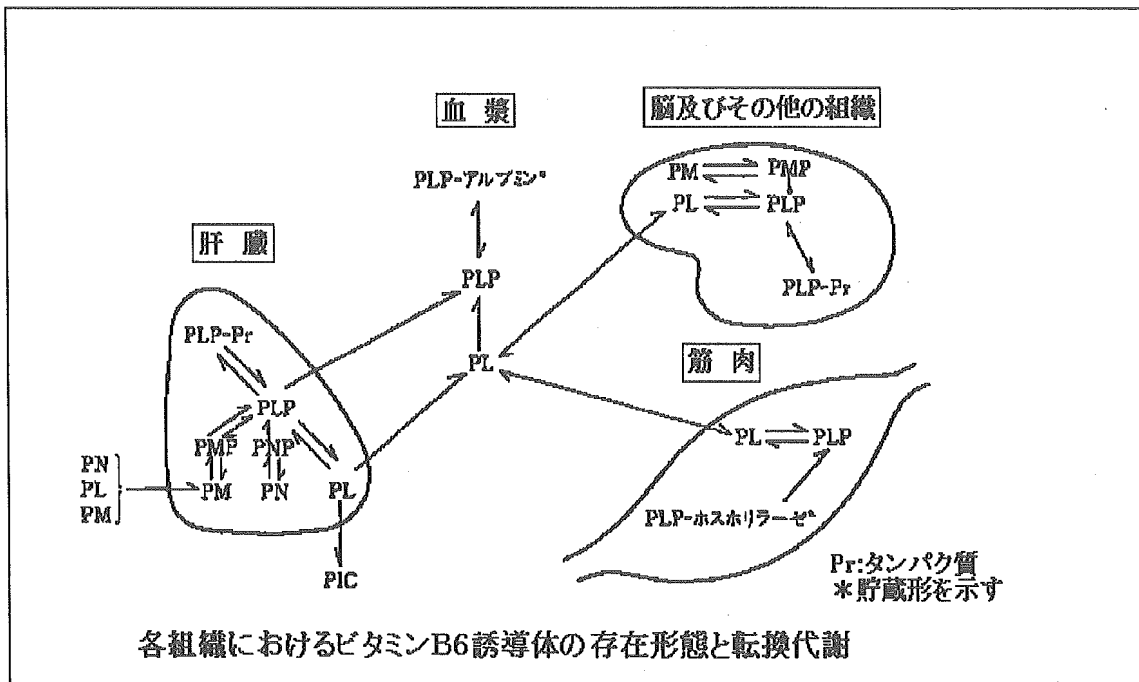 血 漿
脳及びその他の組織
PLP-アルブミン*
PM PMP
PL PLP
PLP-Pr
肝 臓
PLP
PL
PLP-Pr
PLP
PMP PNP
PM PN PL
PIC
PN
PL
PM
筋 肉
PL PLP
PLP-ホスホリラーゼ*
Pr:タンパク質
*貯蔵形を示す
各組織におけるビタミンB6誘導体の存在形態と転換代謝